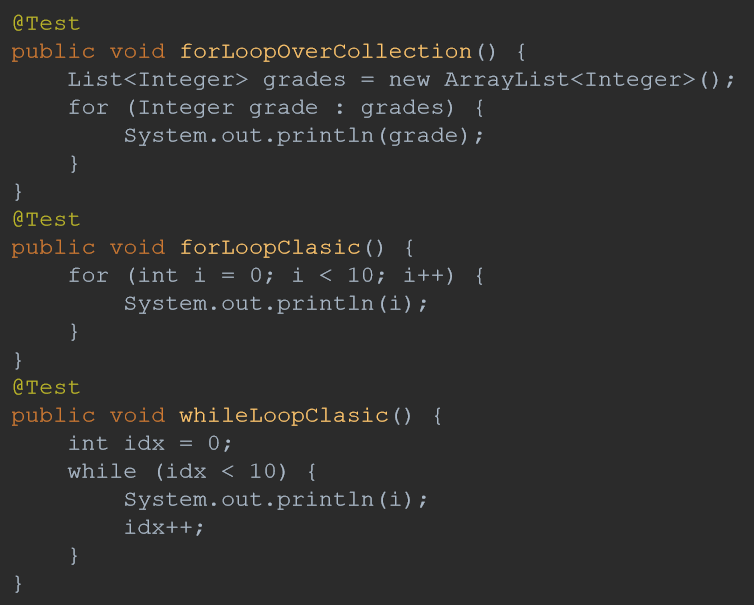 @Test
public void forLoopOverCollection() {
    List<Integer> grades = new ArrayList<Integer>();
    for (Integer grade : grades) {
        System.out.println(grade);
    }
}
@Test
public void forLoopClasic() {
    for (int i = 0; i < 10; i++) {
        System.out.println(i);
    }
}
@Test
public void whileLoopClasic() {
    int idx = 0;
    while (idx < 10) {
        System.out.println(i);
        idx++;
    }
}